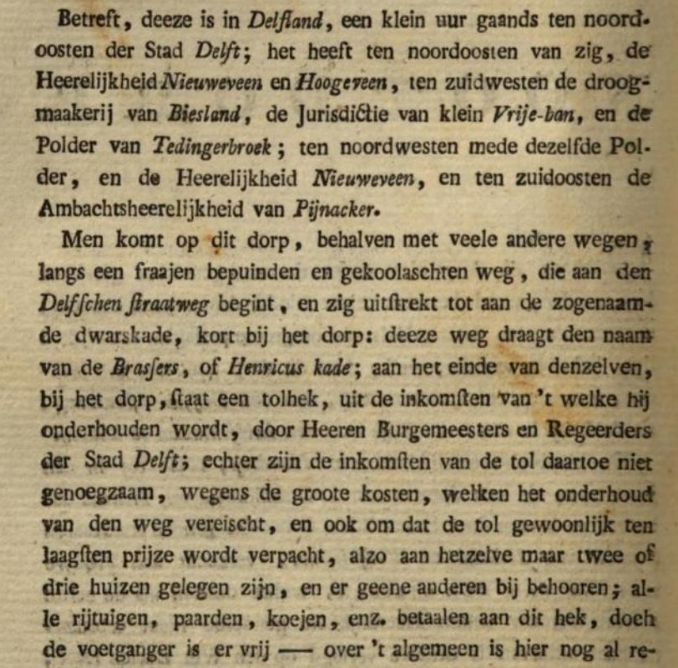 Betreft, deeze is in Delfland, een klein uur gaands ten noord-
oosten der Stad Delft; het heeft ten noordoosten van zig, de
Heerelijkheid Nieuweveen en Hoogeveen, ten zuidwesten de droog-
maakerij van Biesland, de Jurisdictie van klein Vrije-ban, en de
Polder van Tedingerbroek; ten noordwesten mede dezelfde Pol-
der, en de Heerelijkheid Nieuweveen, en ten zuidoosten de
Ambachtsheerelijkheid van Pijnacker.
Men komt op dit dorp, behalven met veele andere wegen,
langs een fraajen bepuinden en gekoolaschten weg, die aan den
Delfſchen ſtraatweg begint, en zig uitſtrekt tot aan de zogenaam-
de dwarskade, kort bij het dorp: deeze weg draagt den naam
van de Brasſers, of Henricus kade; aan het einde van denzelven,
bij het dorp, ſtaat een tolhek, uit de inkomſten van 't welke hij
onderhouden wordt, door Heeren Burgemeesters en Regeerders
der Stad Delft; echter zijn de inkomſten van de tol daartoe niet
genoegzaam, wegens de groote kosten, welken het onderhoud
van den weg vereischt, en ook om dat de tol gewoonlijk ten
laagſten prijze wordt verpacht, alzo aan hetzelve maar twee of
drie huizen gelegen zijn, en er geene anderen bij behooren; al-
le rijtuigen, paarden, koejen, enz. betaalen aan dit hek, doch
de voetganger is er vrij — over 't algemeen is hier nog al re-